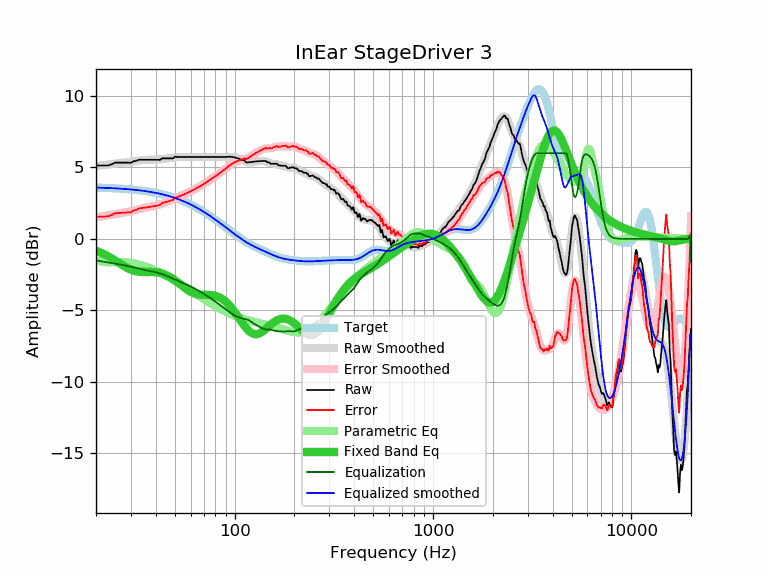 InEar StageDriver 3
Amplitude (dBr)
10
5
0
−5
−10
−15
Target
Raw Smoothed
Error Smoothed
Raw
Error
Parametric Eq
Fixed Band Eq
Equalization
Equalized smoothed
100
1000
10000
Frequency (Hz)